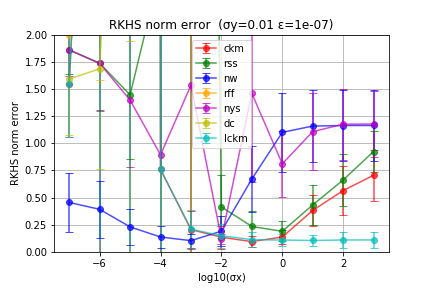 RKHS norm error (σy=0.01 ε=1e-07)
RKHS norm error
2.00
1.75
1.50
1.25
1.00
0.75
0.50
0.25
0.00
ckm
rss
nw
rff
nys
dc
lckm
−6
−4
−2
0
2
log10(σx)